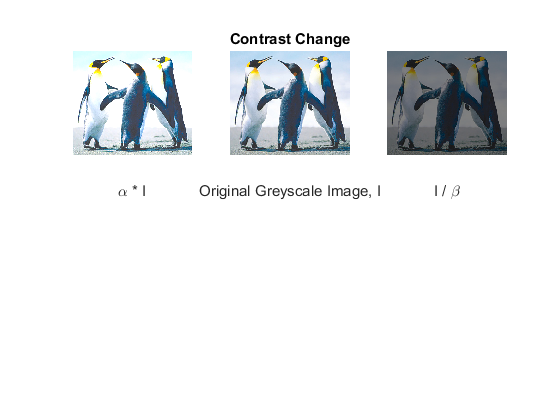 Contrast Change
α * I
Original Greyscale Image, I
I / β